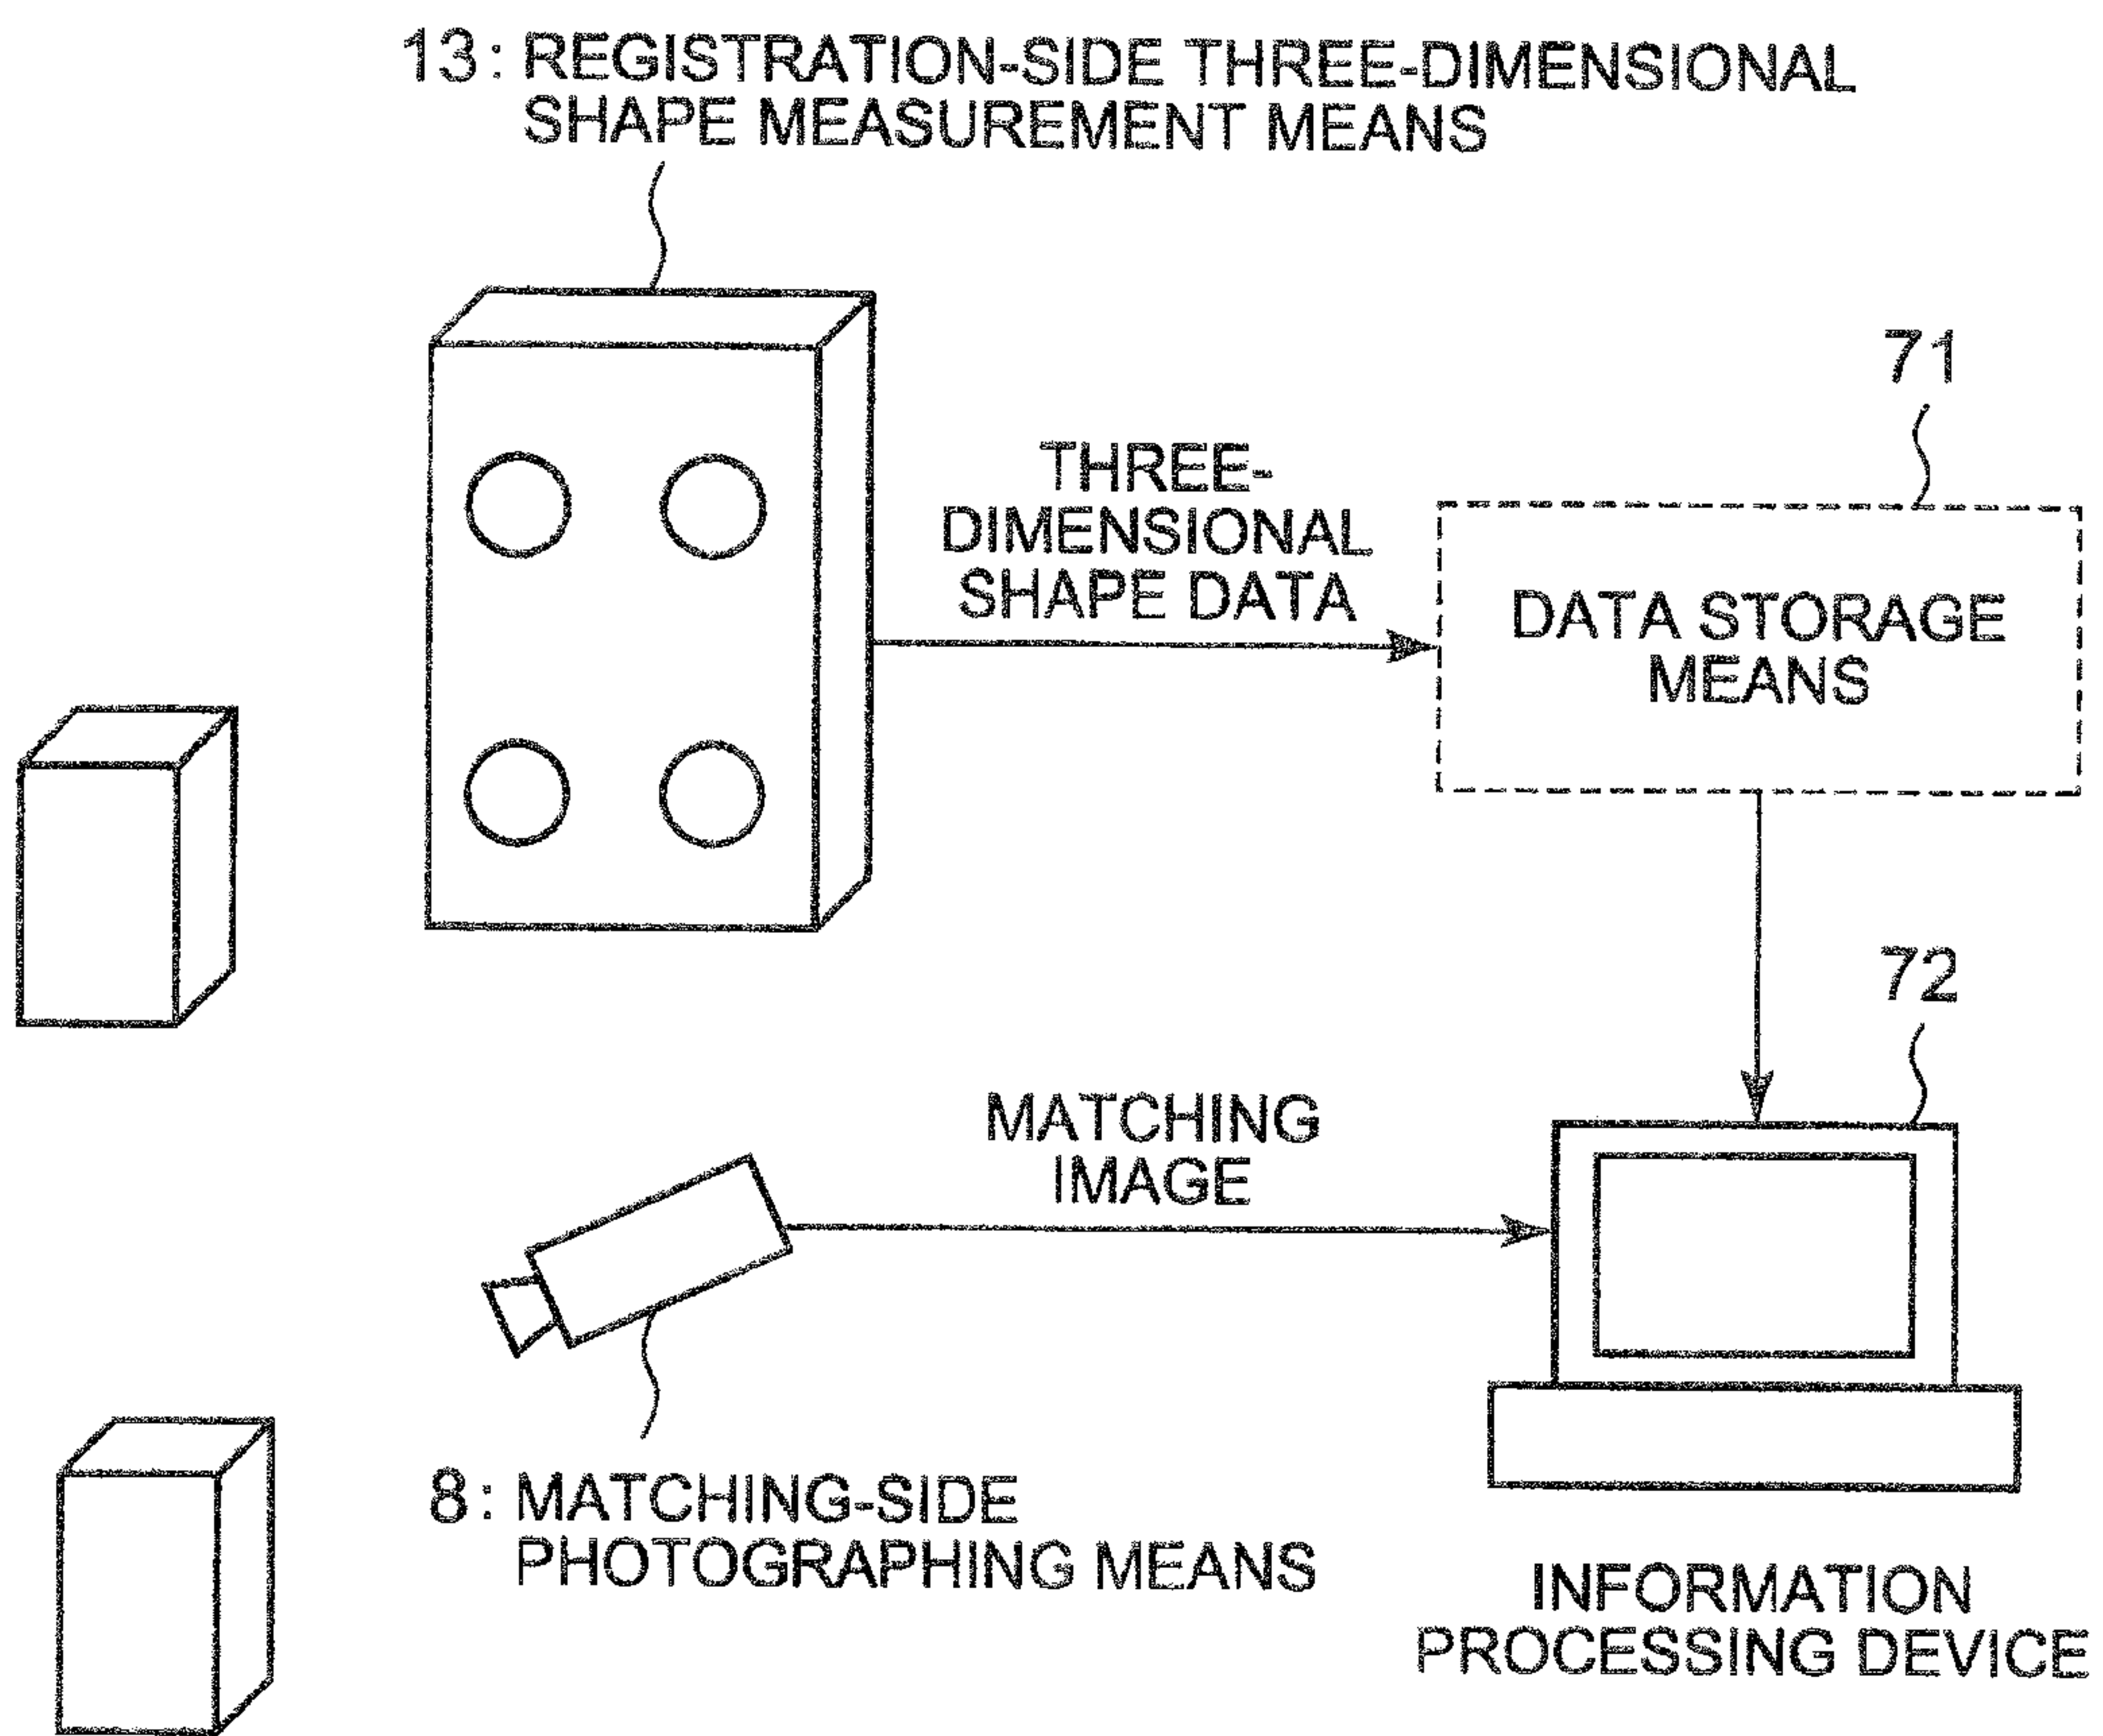 13: REGISTRATION-SIDE THREE-DIMENSIONAL
SHAPE MEASUREMENT MEANS
71
THREE-
DIMENSIONAL
SHAPE DATA
DATA STORAGE
MEANS
72
MATCHING
IMAGE
8: MATCHING-SIDE
PHOTOGRAPHING MEANS
INFORMATION
PROCESSING DEVICE